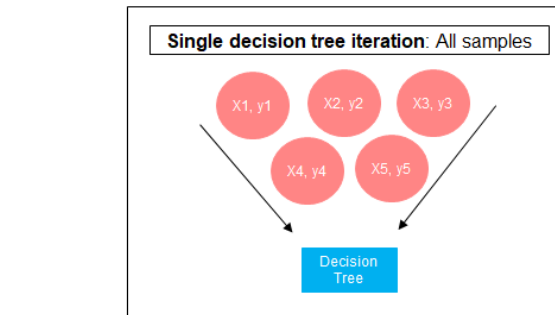 Single decision tree iteration: All samples
X1, y1
X2, y2
X3, y3
X4, y4
X5, y5
Decision
Tree